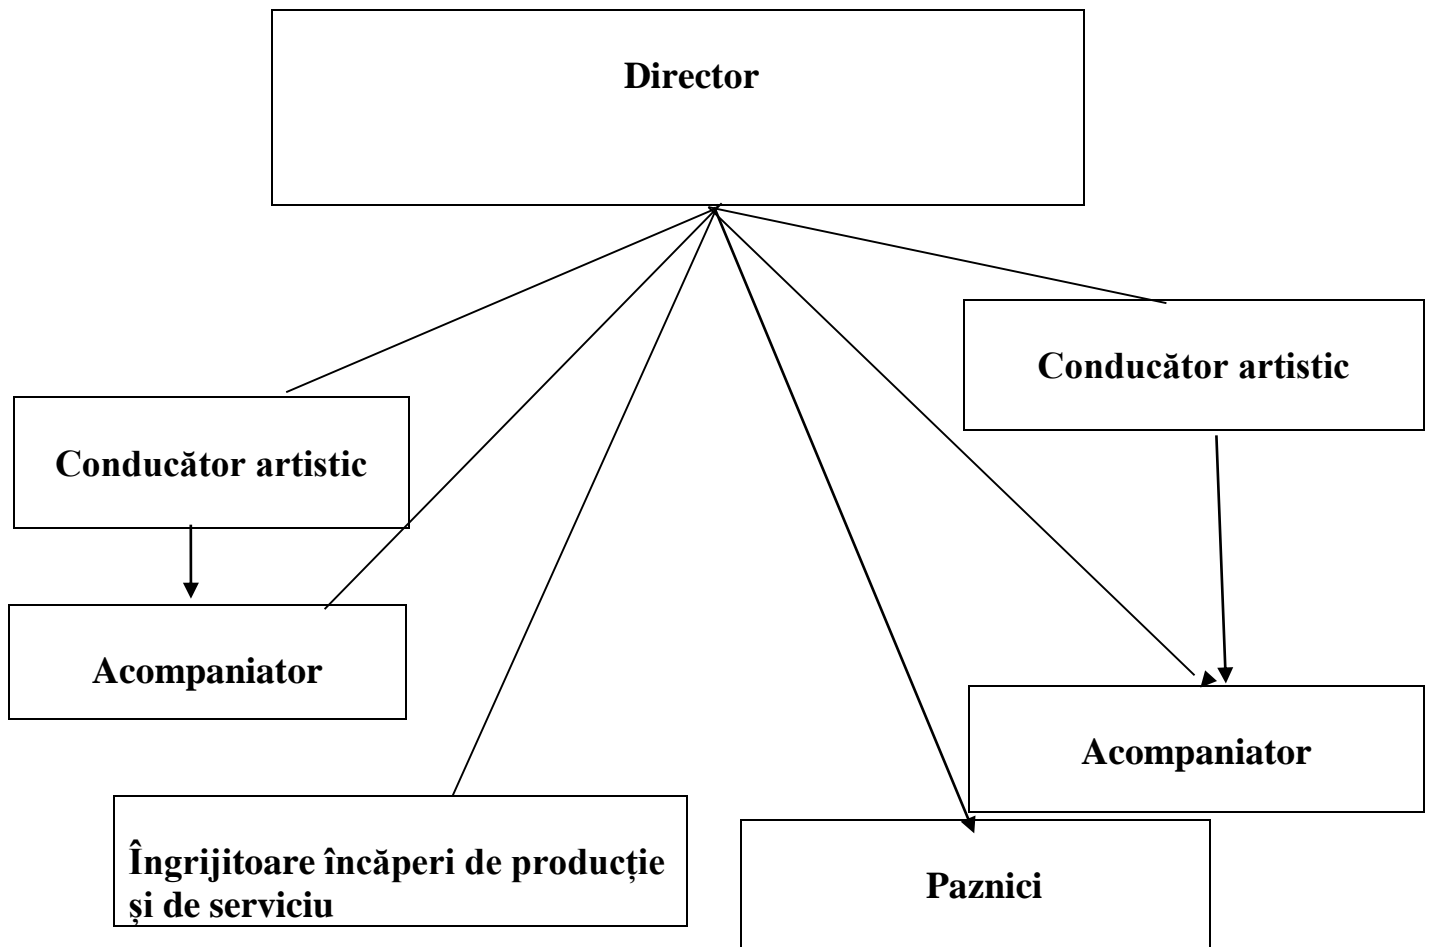 Director
Conducător artistic
Conducător artistic
Acompaniator
Acompaniator
Îngrijitoare încăperi de producție
și de serviciu
Paznici